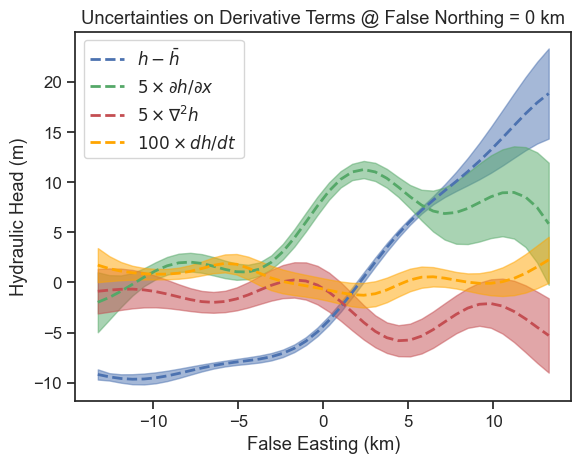 Uncertainties on Derivative Terms @ False Northing = 0 km
h − h̄
5 × ∂h/∂x
5 × ∇²h
100 × dh/dt
Hydraulic Head (m)
20
15
10
5
0
−5
−10
−10
−5
0
5
10
False Easting (km)